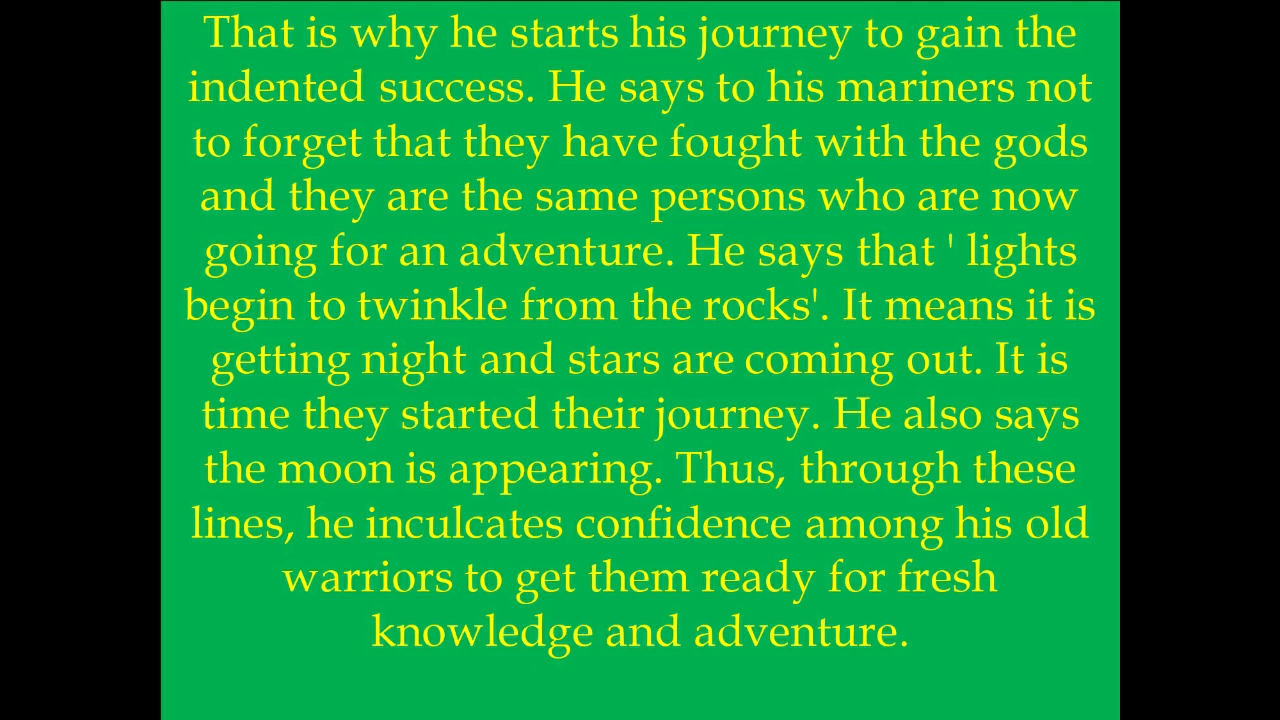 That is why he starts his journey to gain the
indented success. He says to his mariners not
to forget that they have fought with the gods
and they are the same persons who are now
going for an adventure. He says that ' lights
begin to twinkle from the rocks'. It means it is
getting night and stars are coming out. It is
time they started their journey. He also says
the moon is appearing. Thus, through these
lines, he inculcates confidence among his old
warriors to get them ready for fresh
knowledge and adventure.